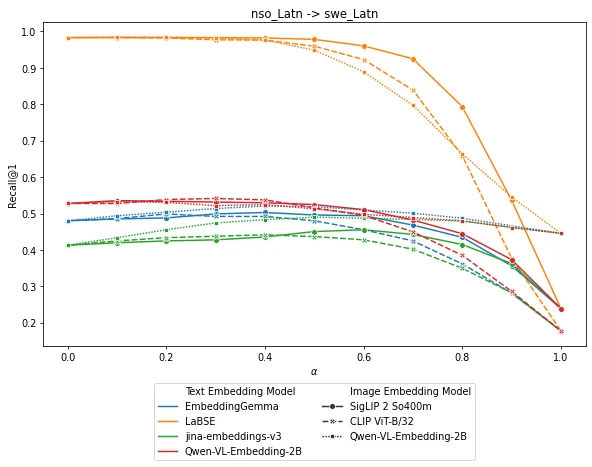 nso_Latn -> swe_Latn
1.0
0.9
0.8
0.7
0.6
0.5
0.4
0.3
0.2
Recall@1
0.0 0.2 0.4 0.6 0.8 1.0
α
Text Embedding Model Image Embedding Model
EmbeddingGemma SigLIP 2 So400m
LaBSE CLIP ViT-B/32
jina-embeddings-v3 Qwen-VL-Embedding-2B
Qwen-VL-Embedding-2B